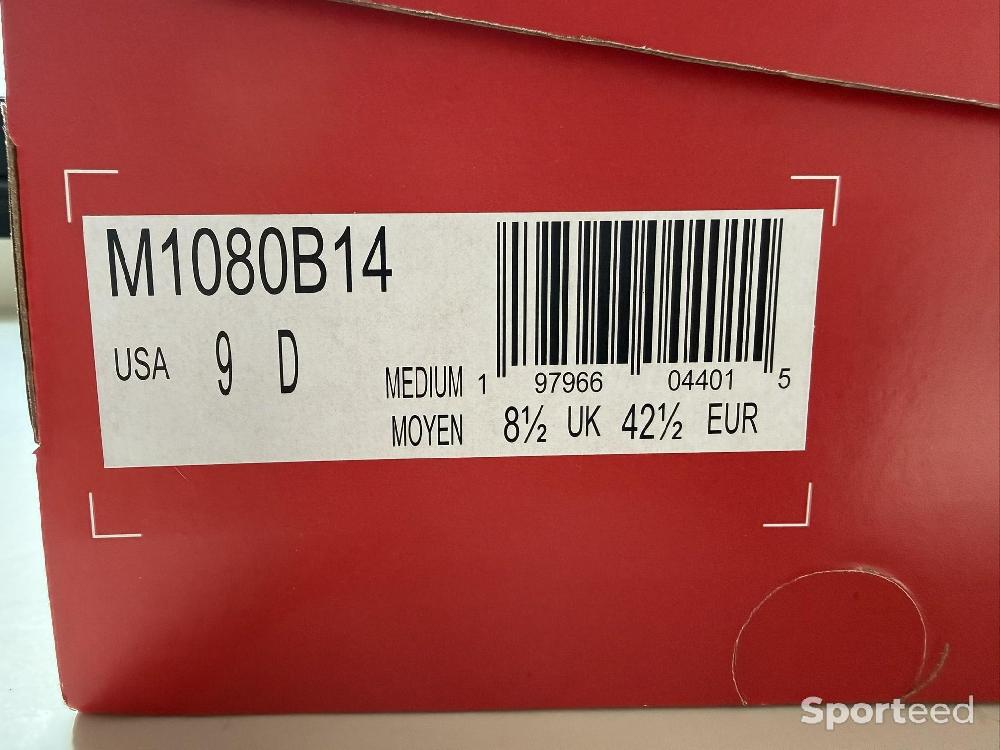 M1080B14
USA 9 D
MEDIUM 1 97966 04401 5
MOYEN 8½ UK 42½ EUR
Sporteed